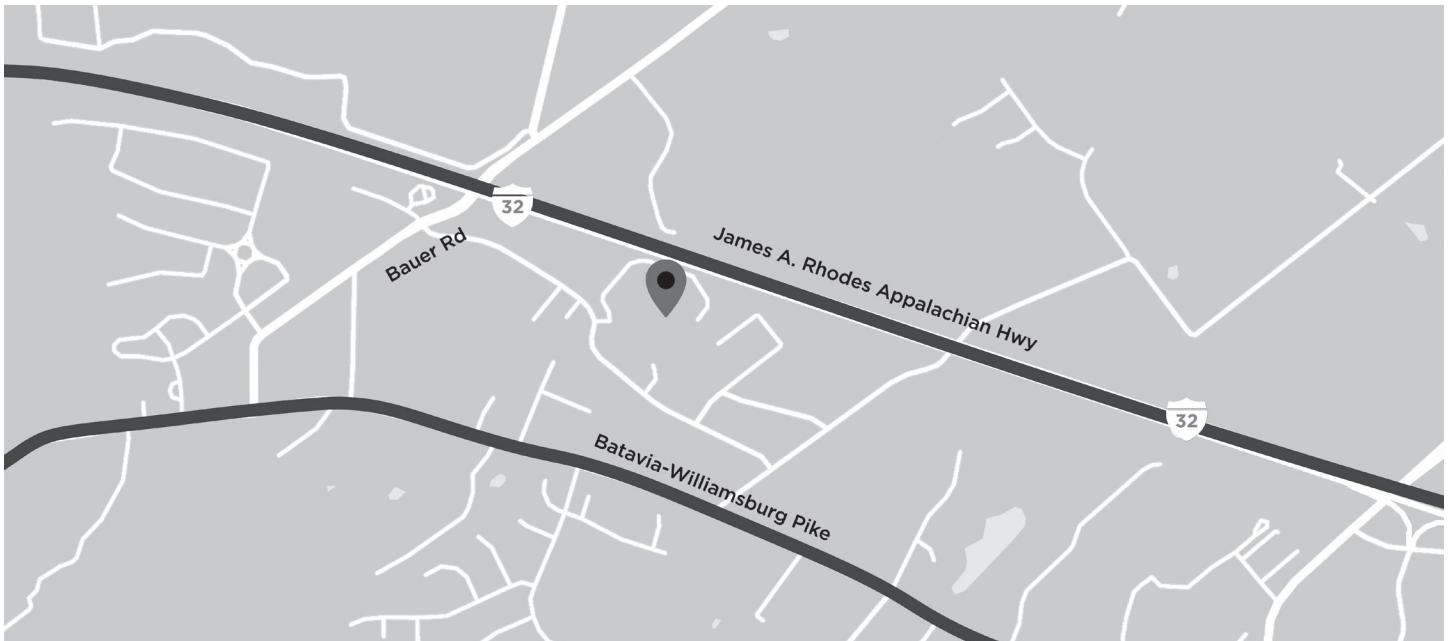 32
Bauer Rd
James A. Rhodes Appalachian Hwy
32
Batavia-Williamsburg Pike